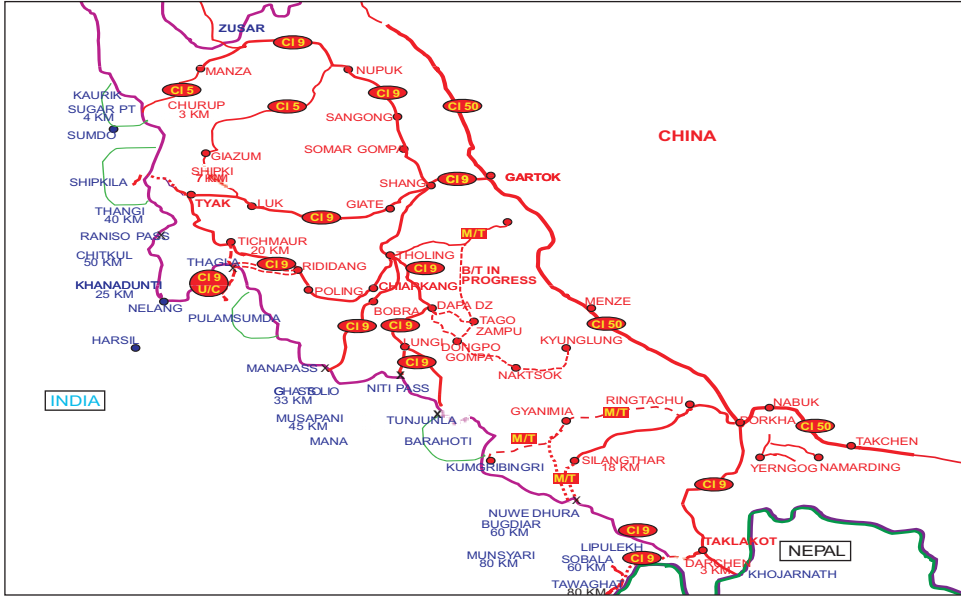 ZUSAR
CI 9
MANZA
NUPUK
CI 5
CI 9
KAURIK
CHURUP
3 KM
CI 5
CI 50
SUGAR PT
4 KM
SANGONG
SUMDO
CHINA
SOMAR GOMPA
GIAZUM
SHIPKI
SHIPKILA
SHANG
CI 9
GARTOK
TYAK
LUK
GIATE
CI 9
THANGI
40 KM
RANISO PASS
M/T
TICHMAUR
20 KM
CHITKUL
50 KM
THAGLA
CI 9
RIDIDANG
THOLING
CI 9
B/T IN
PROGRESS
KHANADUNTI
25 KM
CI 9
U/C
POLING
CHIARKANG
NELANG
BOBRA
DAPA DZ
MENZE
PULAMSUMDA
CI 9
CI 9
TAGO
ZAMPU
CI 50
HARSIL
LUNGI
DONGPO
GOMPA
KYUNGLUNG
MANAPASS
CI 9
NAKTSOK
INDIA
33 KM
NITI PASS
MUSAPANI
45 KM
TUNJUNLA
GYANIMIA
M/T
RINGTACHU
NABUK
MANA
BARAHOTI
M/T
CI 50
TAKCHEN
KUMGRIBINGRI
SILANGTHAR
18 KM
YERNGOG
NAMARDING
M/T
CI 9
NUWE DHURA
BUGDIAR
60 KM
CI 9
MUNSYARI
80 KM
LIPULEKH
SOBALA
60 KM
CI 9
TAKLAKOT
NEPAL
DARCHEN
3 KM
KHOJARNATH
TAWAGHAT
80 KM